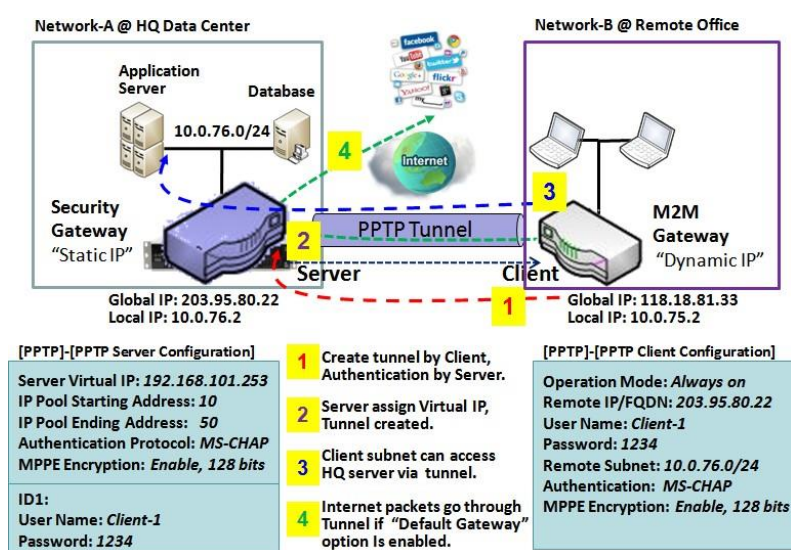 Network-A @ HQ Data Center
Network-B @ Remote Office
Application
Server
Database
10.0.76.0/24
facebook
You Tube
twitter
Google+
flickr
YAHOO!
Internet
4
3
Security
Gateway
"Static IP"
2
PPTP Tunnel
M2M
Gateway
"Dynamic IP"
Server
Client
1
Global IP: 203.95.80.22
Local IP: 10.0.76.2
Global IP: 118.18.81.33
Local IP: 10.0.75.2
[PPTP]-[PPTP Server Configuration]
Server Virtual IP: 192.168.101.253
IP Pool Starting Address: 10
IP Pool Ending Address: 50
Authentication Protocol: MS-CHAP
MPPE Encryption: Enable, 128 bits
ID1:
User Name: Client-1
Password: 1234
1 Create tunnel by Client,
Authentication by Server.
2 Server assign Virtual IP,
Tunnel created.
3 Client subnet can access
HQ server via tunnel.
4 Internet packets go through
Tunnel if "Default Gateway"
option Is enabled.
[PPTP]-[PPTP Client Configuration]
Operation Mode: Always on
Remote IP/FQDN: 203.95.80.22
User Name: Client-1
Password: 1234
Remote Subnet: 10.0.76.0/24
Authentication: MS-CHAP
MPPE Encryption: Enable, 128 bits